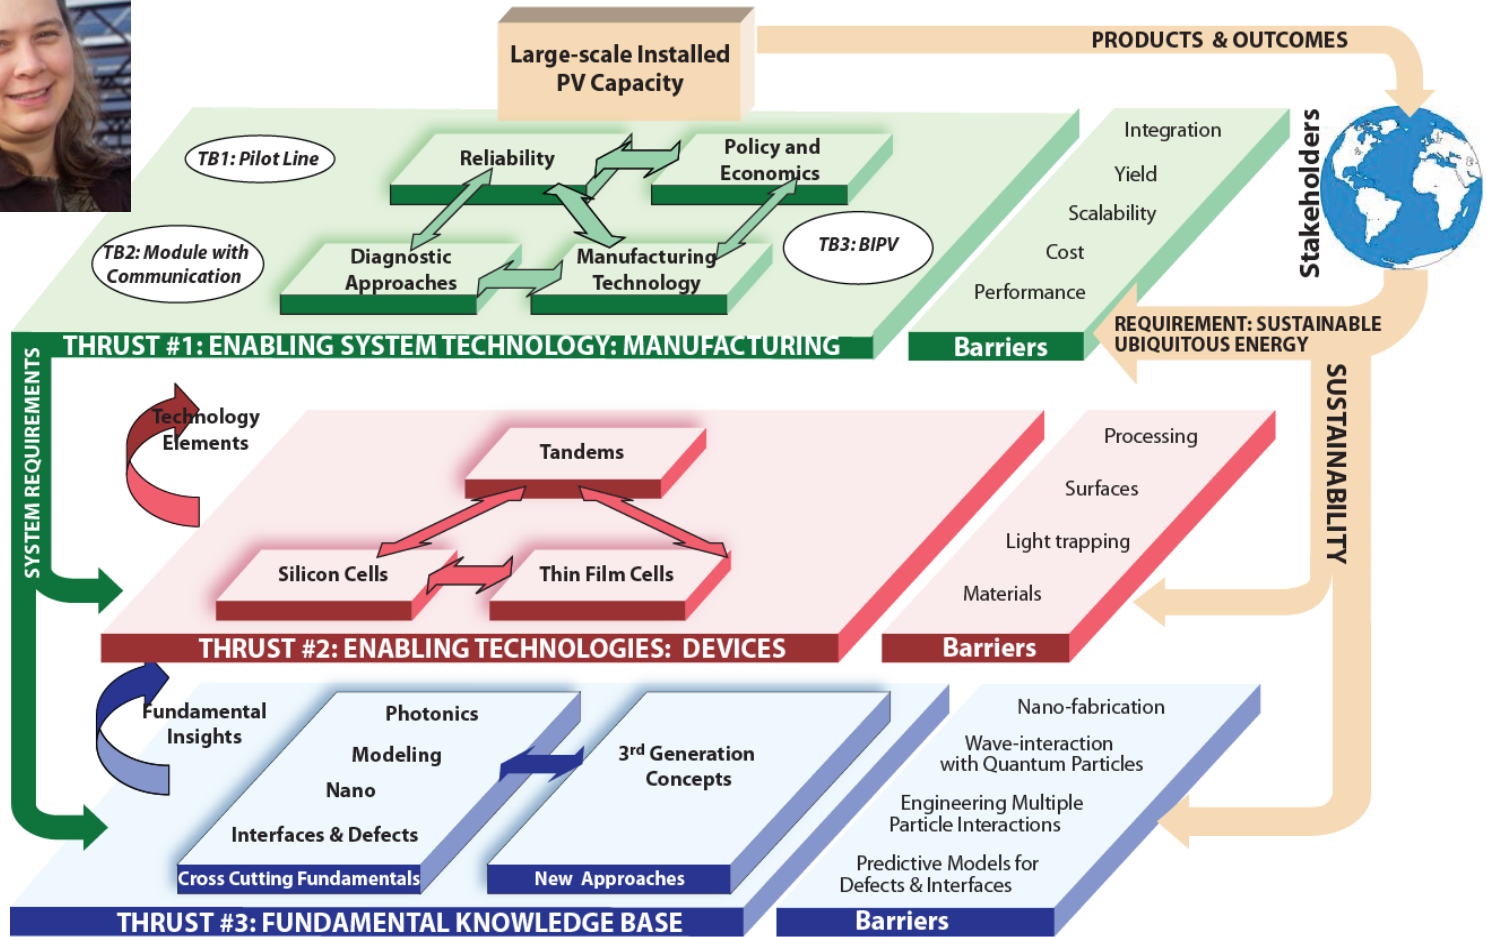 Large-scale Installed
PV Capacity
PRODUCTS & OUTCOMES
Stakeholders
TB1: Pilot Line
Reliability
Policy and
Economics
TB2: Module with
Communication
Diagnostic
Approaches
Manufacturing
Technology
TB3: BIPV
Integration
Yield
Scalability
Cost
Performance
THRUST #1: ENABLING SYSTEM TECHNOLOGY: MANUFACTURING
Barriers
REQUIREMENT: SUSTAINABLE
UBIQUITOUS ENERGY
SUSTAINABILITY
SYSTEM REQUIREMENTS
Technology
Elements
Tandems
Silicon Cells
Thin Film Cells
Processing
Surfaces
Light trapping
Materials
THRUST #2: ENABLING TECHNOLOGIES: DEVICES
Barriers
Fundamental
Insights
Photonics
Modeling
Nano
Interfaces & Defects
Cross Cutting Fundamentals
3rd Generation
Concepts
New Approaches
Nano-fabrication
Wave-interaction
with Quantum Particles
Engineering Multiple
Particle Interactions
Predictive Models for
Defects & Interfaces
THRUST #3: FUNDAMENTAL KNOWLEDGE BASE
Barriers